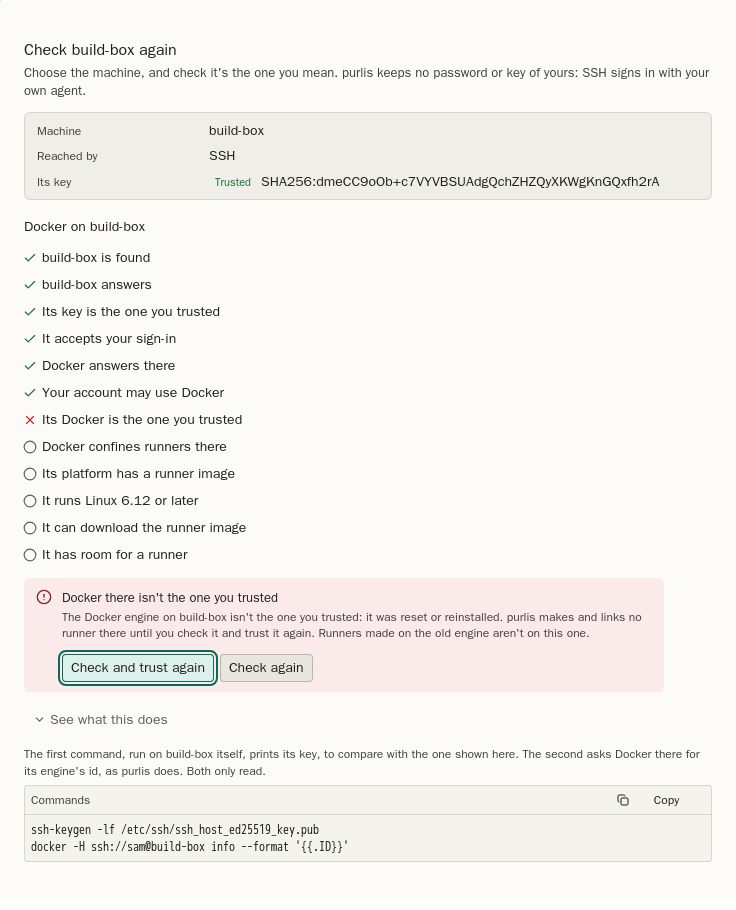 Check build-box again
Choose the machine, and check it's the one you mean. purlis keeps no password or key of yours: SSH signs in with your
own agent.
Machine build-box
Reached by SSH
Its key Trusted SHA256:dmeCC9oOb+c7VYVBSUAdgQchZHZQyXKWgKnGQxfh2rA
Docker on build-box
build-box is found
build-box answers
Its key is the one you trusted
It accepts your sign-in
Docker answers there
Your account may use Docker
Its Docker is the one you trusted
Docker confines runners there
Its platform has a runner image
It runs Linux 6.12 or later
It can download the runner image
It has room for a runner
Docker there isn't the one you trusted
The Docker engine on build-box isn't the one you trusted: it was reset or reinstalled. purlis makes and links no
runner there until you check it and trust it again. Runners made on the old engine aren't on this one.
Check and trust again Check again
See what this does
The first command, run on build-box itself, prints its key, to compare with the one shown here. The second asks Docker there for
its engine's id, as purlis does. Both only read.
Commands Copy
ssh-keygen -lf /etc/ssh/ssh_host_ed25519_key.pub
docker -H ssh://sam@build-box info --format '{{.ID}}'